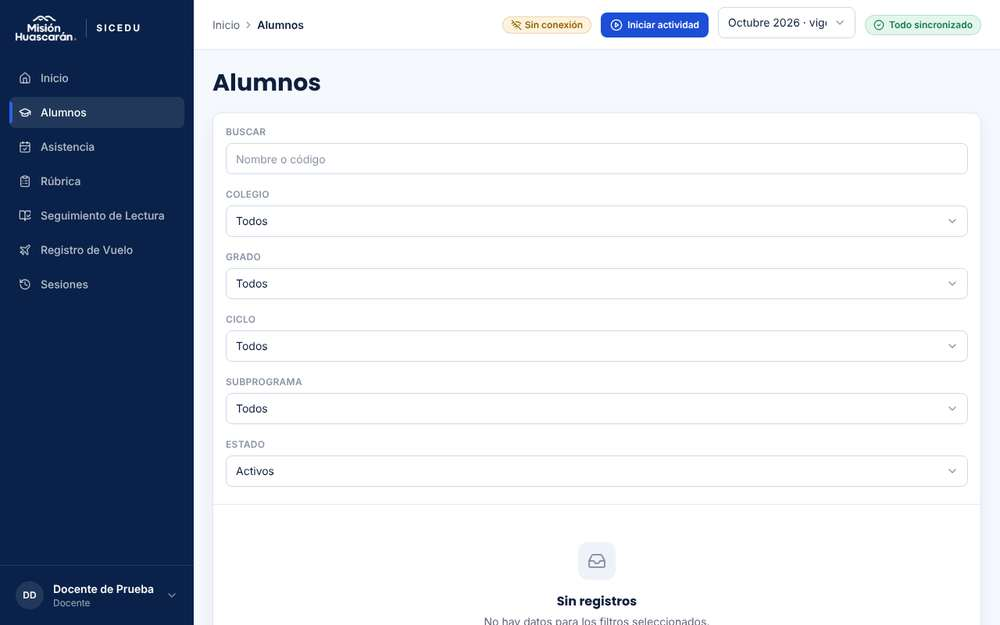 Misión
Huascarán.
SICEDU
Inicio
Alumnos
Asistencia
Rúbrica
Seguimiento de Lectura
Registro de Vuelo
Sesiones
DD
Docente de Prueba
Docente
Inicio > Alumnos
Sin conexión
Iniciar actividad
Octubre 2026 · vig
Todo sincronizado
Alumnos
BUSCAR
Nombre o código
COLEGIO
Todos
GRADO
Todos
CICLO
Todos
SUBPROGRAMA
Todos
ESTADO
Activos
Sin registros
No hay datos para los filtros seleccionados.